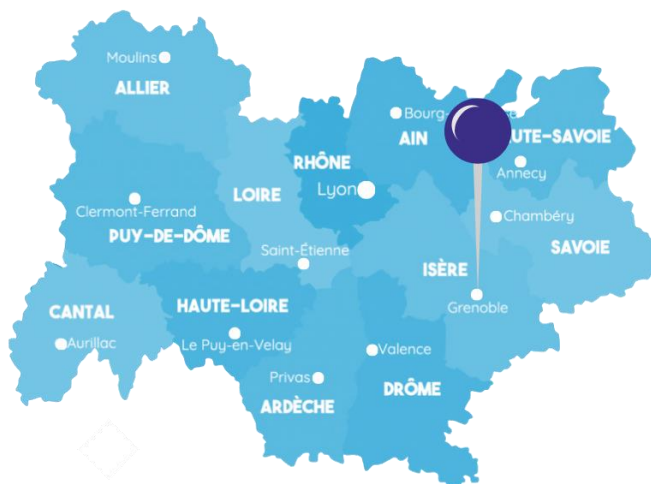 Moulins
ALLIER
Bourg-
AIN
UTE-SAVOIE
RHÔNE
Annecy
LOIRE
Lyon
Clermont-Ferrand
Chambéry
PUY-DE-DÔME
SAVOIE
Saint-Étienne
ISÈRE
CANTAL
HAUTE-LOIRE
Grenoble
Aurillac
Le Puy-en-Velay
Valence
Privas
DRÔME
ARDÈCHE